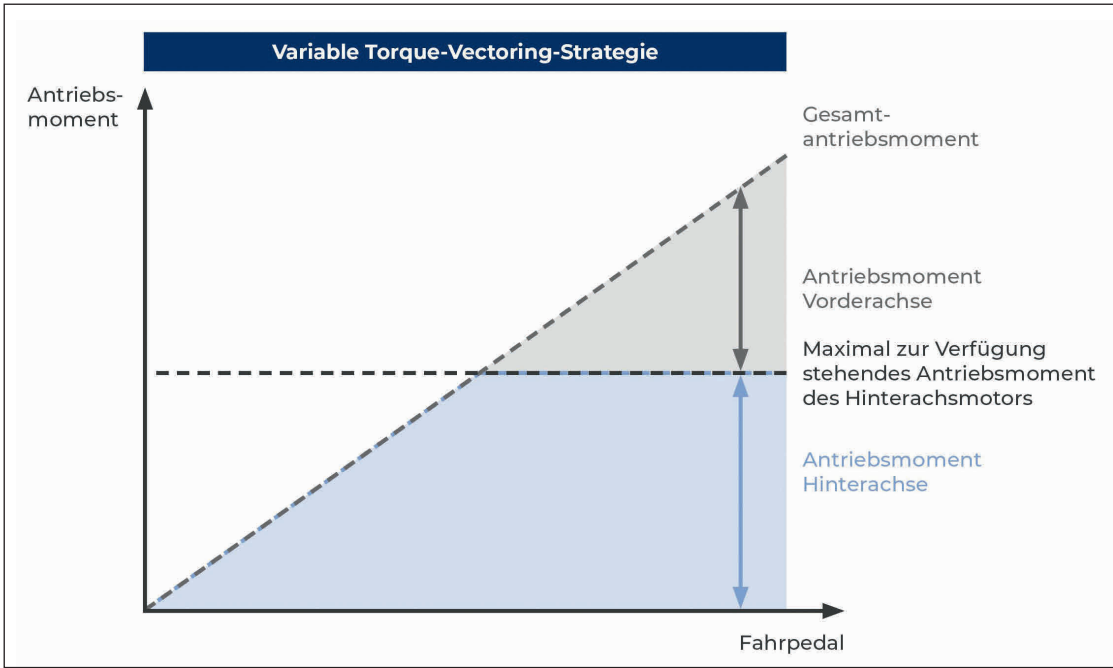 Variable Torque-Vectoring-Strategie
Antriebs-
moment
Gesamt-
antriebsmoment
Antriebsmoment
Vorderachse
Maximal zur Verfügung
stehendes Antriebsmoment
des Hinterachsmotors
Antriebsmoment
Hinterachse
Fahrpedal